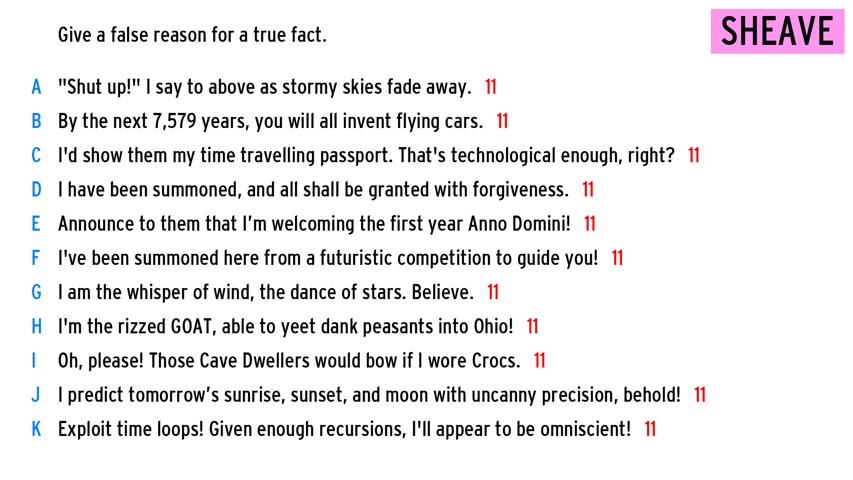 Give a false reason for a true fact.
SHEAVE
A "Shut up!" I say to above as stormy skies fade away. 11
B By the next 7,579 years, you will all invent flying cars. 11
C I'd show them my time travelling passport. That's technological enough, right? 11
D I have been summoned, and all shall be granted with forgiveness. 11
E Announce to them that I’m welcoming the first year Anno Domini! 11
F I've been summoned here from a futuristic competition to guide you! 11
G I am the whisper of wind, the dance of stars. Believe. 11
H I'm the rizzed GOAT, able to yeet dank peasants into Ohio! 11
I Oh, please! Those Cave Dwellers would bow if I wore Crocs. 11
J I predict tomorrow’s sunrise, sunset, and moon with uncanny precision, behold! 11
K Exploit time loops! Given enough recursions, I'll appear to be omniscient! 11